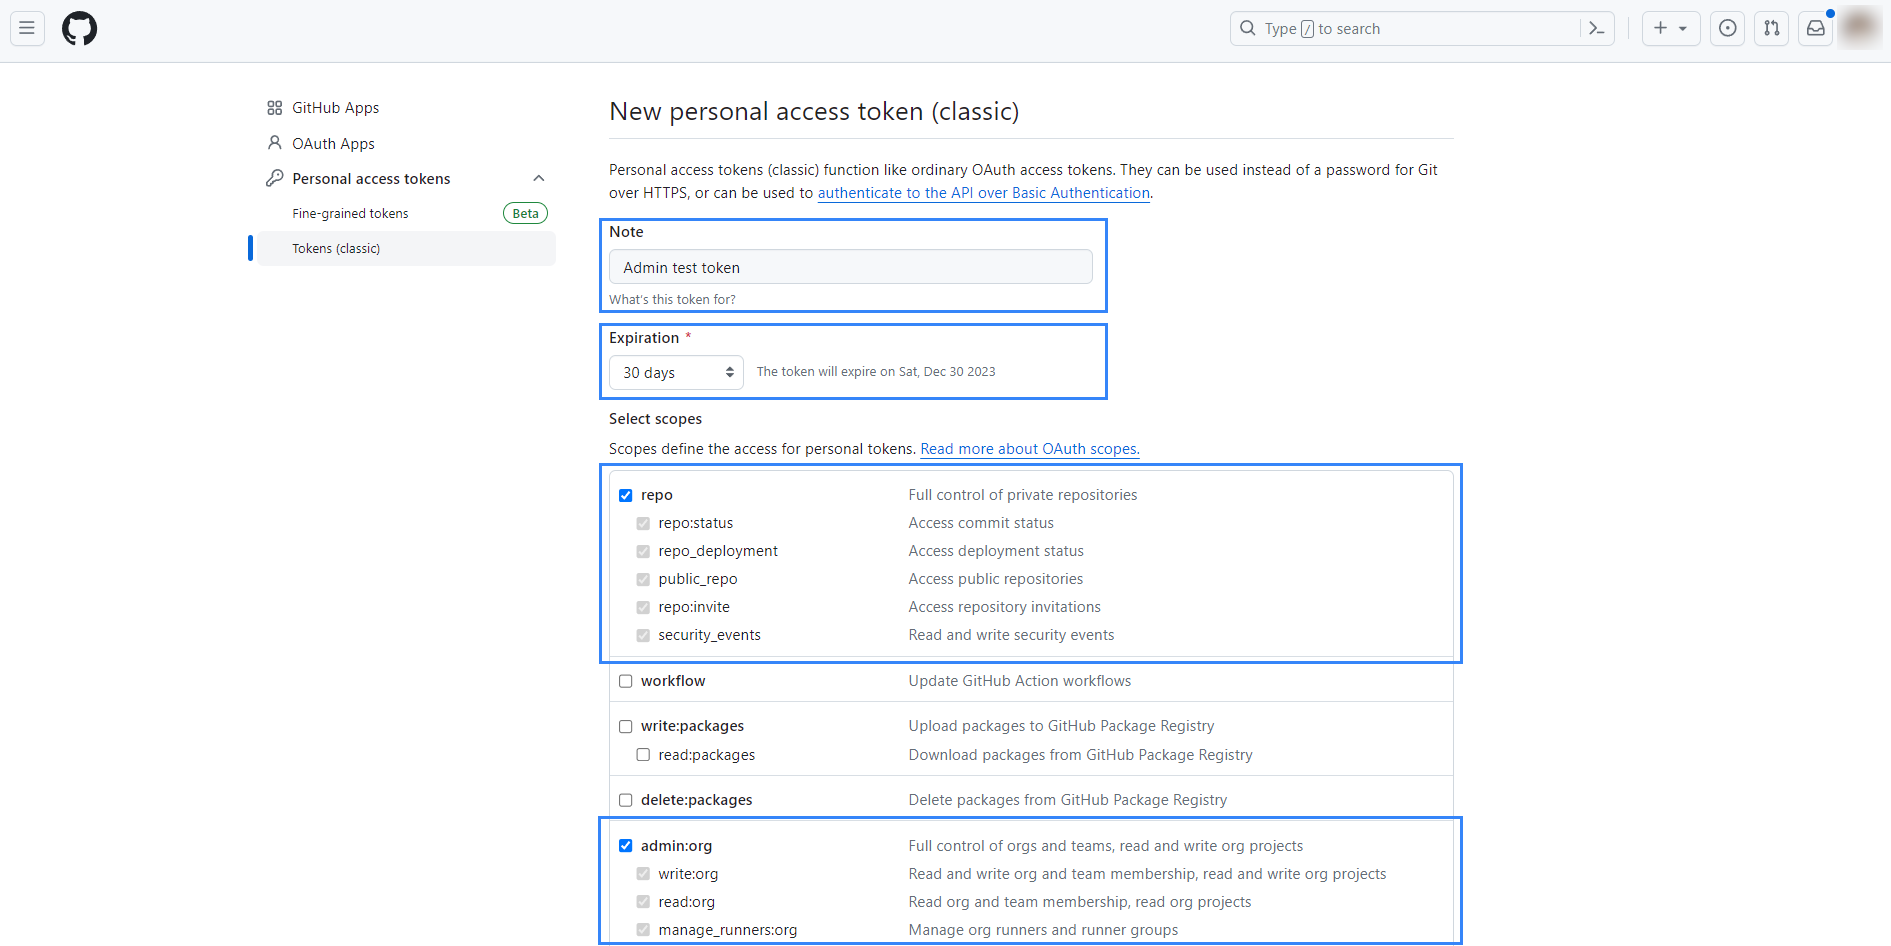 Type / to search
GitHub Apps
OAuth Apps
Personal access tokens
Fine-grained tokens Beta
Tokens (classic)
New personal access token (classic)
Personal access tokens (classic) function like ordinary OAuth access tokens. They can be used instead of a password for Git
over HTTPS, or can be used to authenticate to the API over Basic Authentication.
Note
Admin test token
What's this token for?
Expiration *
30 days The token will expire on Sat, Dec 30 2023
Select scopes
Scopes define the access for personal tokens. Read more about OAuth scopes.
repo Full control of private repositories
repo:status Access commit status
repo_deployment Access deployment status
public_repo Access public repositories
repo:invite Access repository invitations
security_events Read and write security events
workflow Update GitHub Action workflows
write:packages Upload packages to GitHub Package Registry
read:packages Download packages from GitHub Package Registry
delete:packages Delete packages from GitHub Package Registry
admin:org Full control of orgs and teams, read and write org projects
write:org Read and write org and team membership, read and write org projects
read:org Read org and team membership, read org projects
manage_runners:org Manage org runners and runner groups